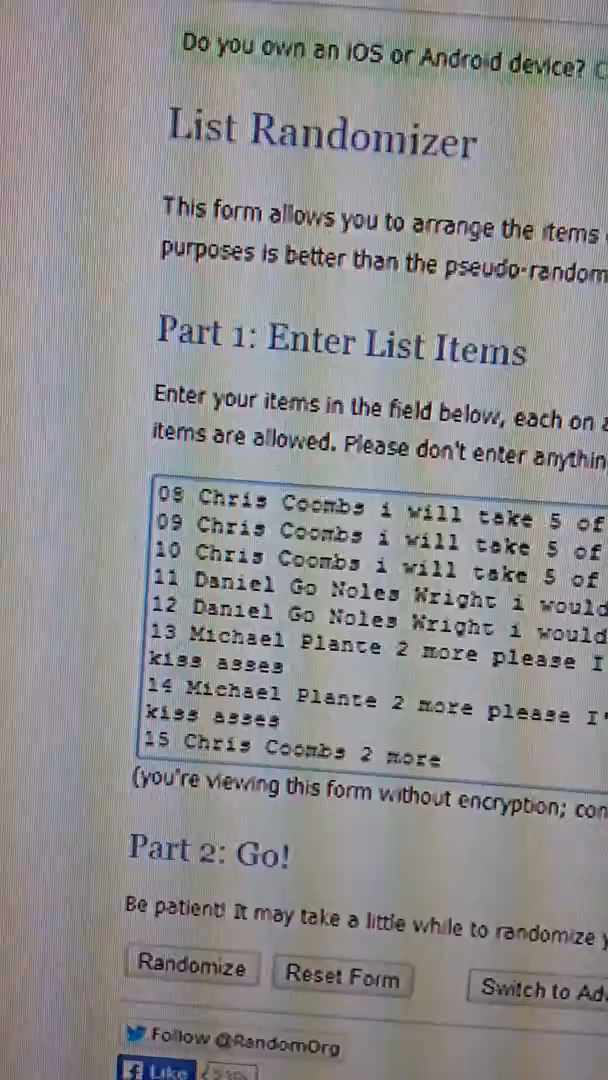 Do you own an iOS or Android device? C
List Randomizer
This form allows you to arrange the items
purposes is better than the pseudo-random
Part 1: Enter List Items
Enter your items in the field below, each on a
items are allowed. Please don't enter anythin
08 Chris Coombs i will take 5 of
09 Chris Coombs i will take 5 of
10 Chris Coombs i will take 5 of
11 Daniel Go Noles Wright i would
12 Daniel Go Noles Wright i would
13 Michael Plante 2 more please I
kiss asses
14 Michael Plante 2 more please I'
kiss asses
15 Chris Coombs 2 more
(you're viewing this form without encryption; con
Part 2: Go!
Be patient! It may take a little while to randomize y
Randomize Reset Form Switch to Adv
Follow @RandomOrg
f Like